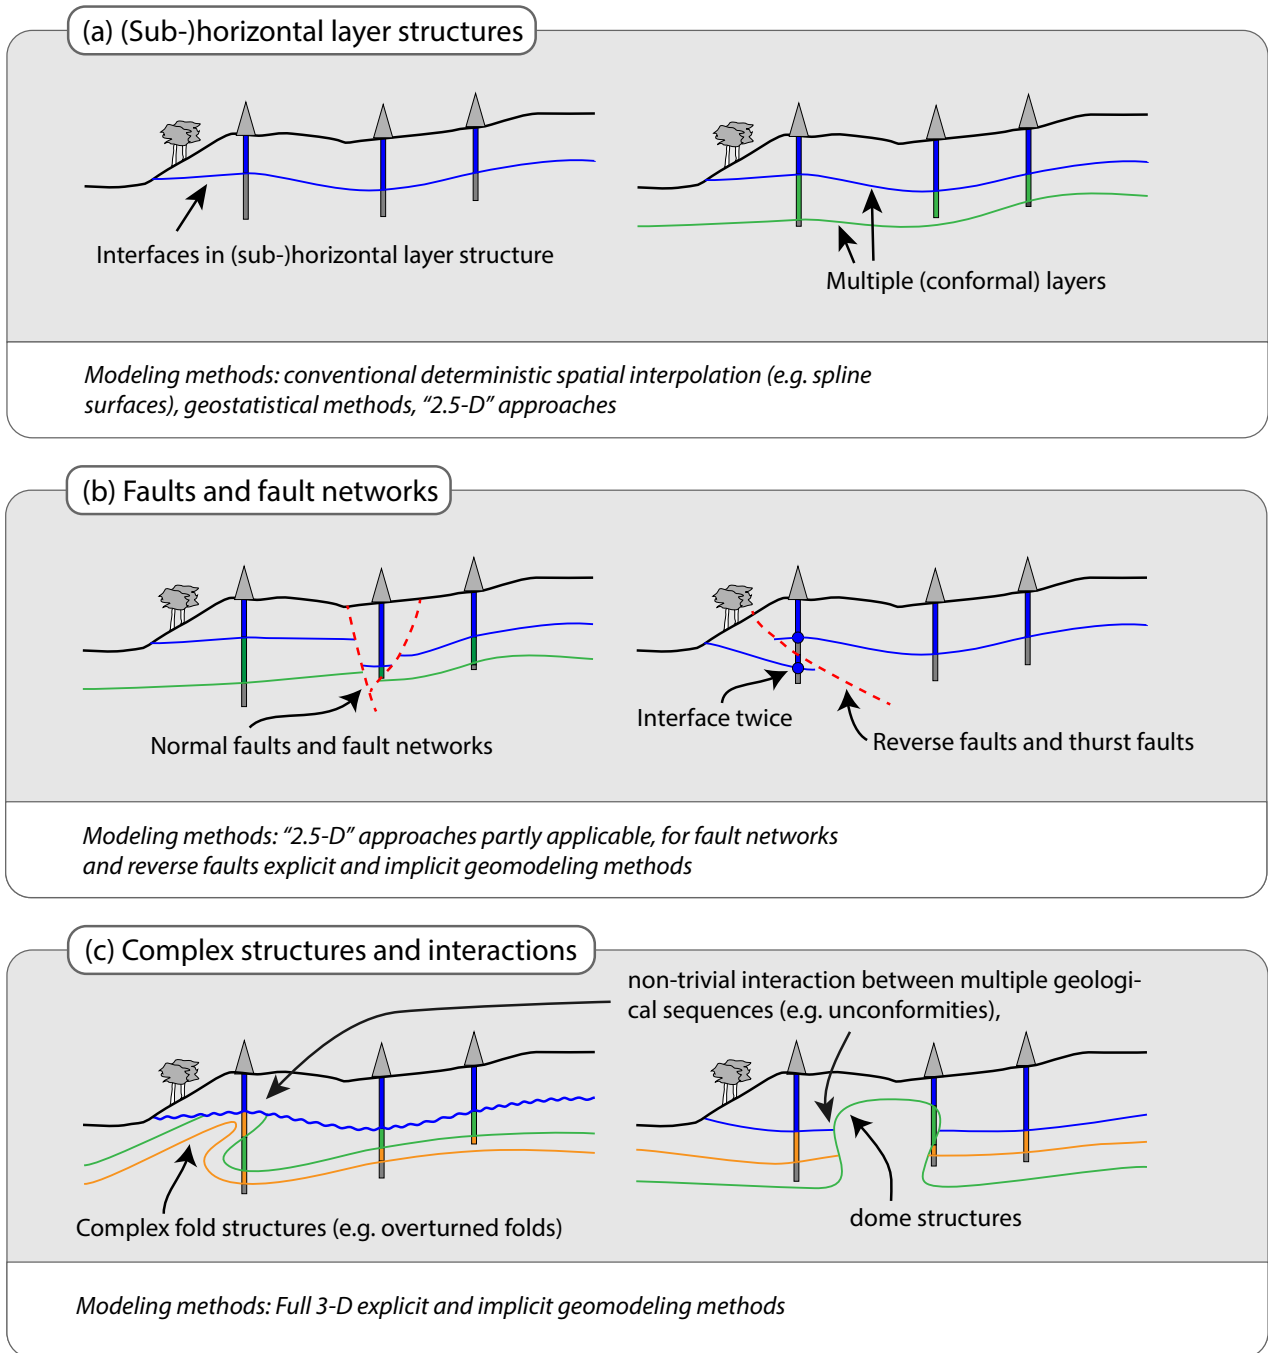 (a) (Sub-)horizontal layer structures
Interfaces in (sub-)horizontal layer structure
Multiple (conformal) layers
Modeling methods: conventional deterministic spatial interpolation (e.g. spline
surfaces), geostatistical methods, “2.5-D” approaches
(b) Faults and fault networks
Normal faults and fault networks
Interface twice
Reverse faults and thurst faults
Modeling methods: “2.5-D” approaches partly applicable, for fault networks
and reverse faults explicit and implicit geomodeling methods
(c) Complex structures and interactions
non-trivial interaction between multiple geologi-
cal sequences (e.g. unconformities),
Complex fold structures (e.g. overturned folds)
dome structures
Modeling methods: Full 3-D explicit and implicit geomodeling methods